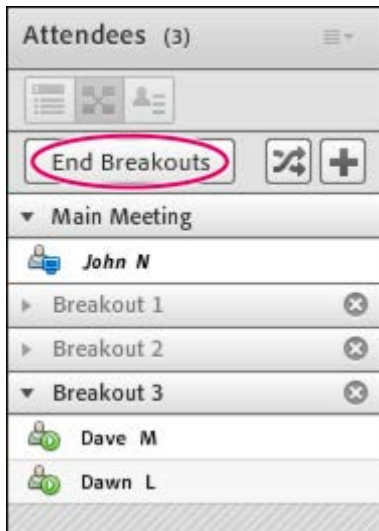 Attendees (3)
End Breakouts
Main Meeting
John N
Breakout 1
Breakout 2
Breakout 3
Dave M
Dawn L